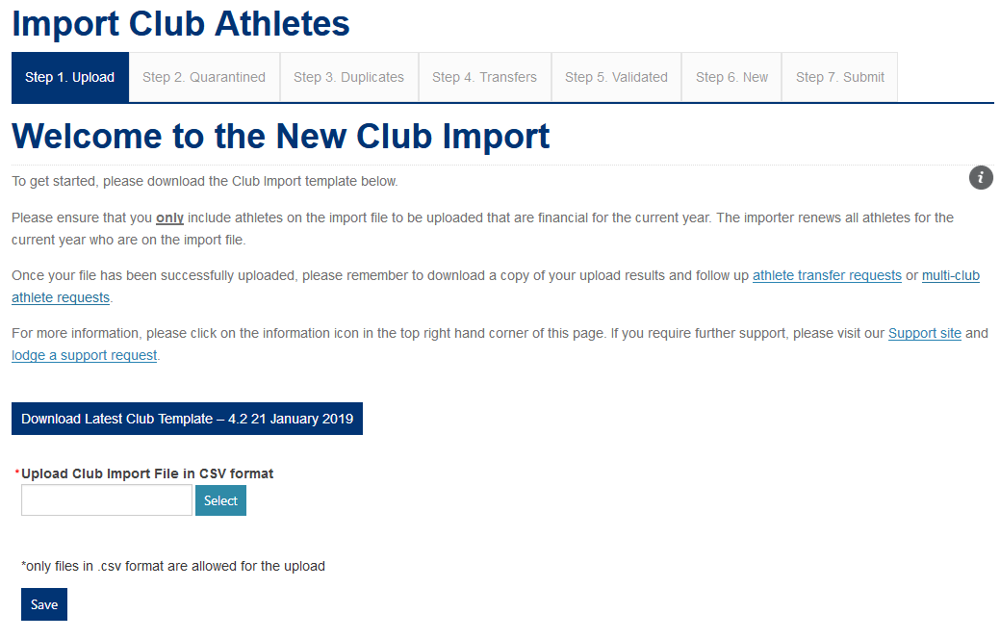 Import Club Athletes
Step 1. Upload
Step 2. Quarantined
Step 3. Duplicates
Step 4. Transfers
Step 5. Validated
Step 6. New
Step 7. Submit
Welcome to the New Club Import
To get started, please download the Club Import template below.
i
Please ensure that you only include athletes on the import file to be uploaded that are financial for the current year. The importer renews all athletes for the
current year who are on the import file.
Once your file has been successfully uploaded, please remember to download a copy of your upload results and follow up athlete transfer requests or multi-club
athlete requests.
For more information, please click on the information icon in the top right hand corner of this page. If you require further support, please visit our Support site and
lodge a support request.
Download Latest Club Template – 4.2 21 January 2019
*Upload Club Import File in CSV format
Select
*only files in .csv format are allowed for the upload
Save